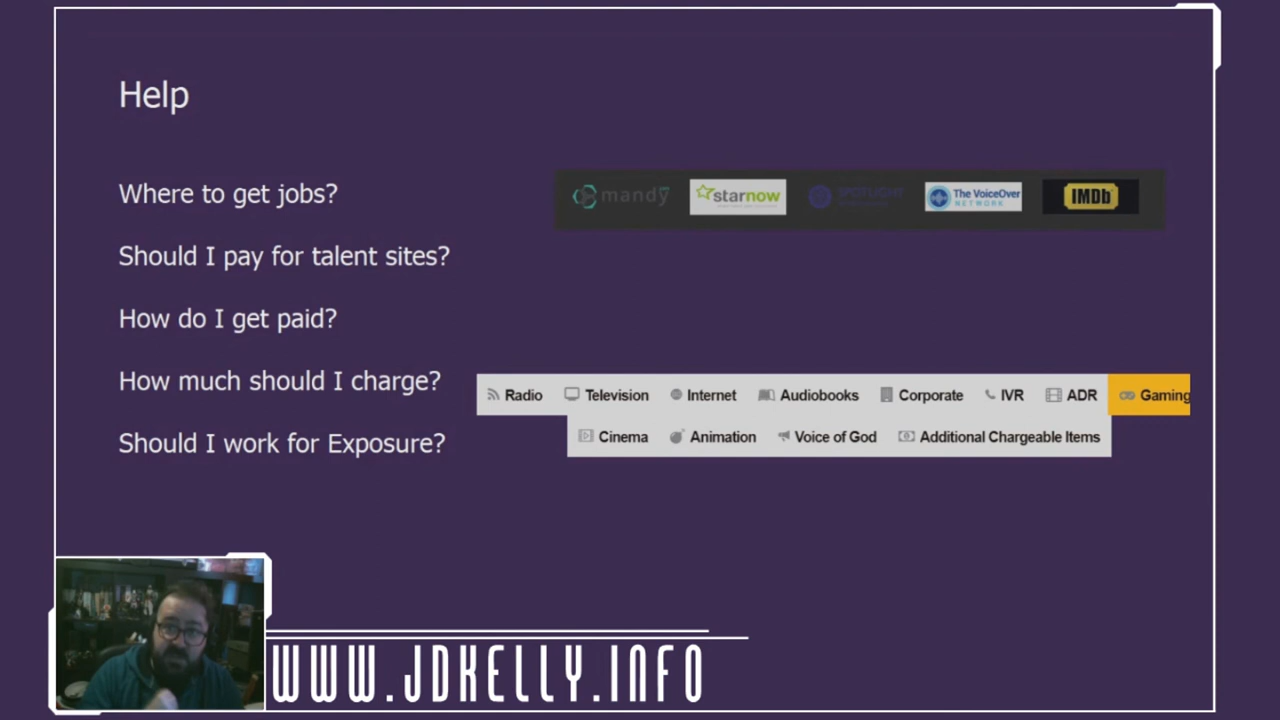 Help
Where to get jobs?
mandy starnow SPOTLIGHT The VoiceOver NETWORK IMDb
Should I pay for talent sites?
How do I get paid?
How much should I charge?
Radio Television Internet Audiobooks Corporate IVR ADR Gaming
Cinema Animation Voice of God Additional Chargeable Items
Should I work for Exposure?
WWW.JDKELLY.INFO